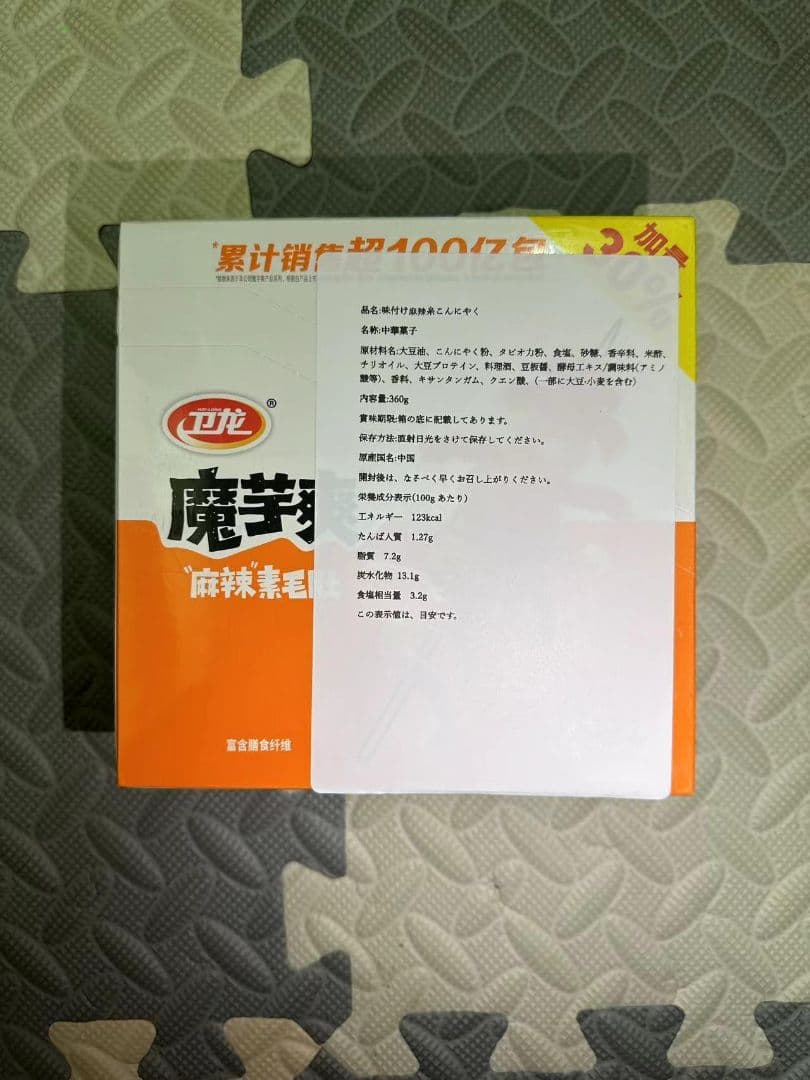 *累计销售超100亿包
加量
30%
品名:味付け麻辣糸こんにやく
名称:中華菓子
原材料名:大豆油、こんにやく粉、タピオカ粉、食塩、砂糖、香辛料、米酢、
チリオイル、大豆プロテイン、料理酒、豆板醤、酵母エキス/調味料(アミノ
酸等)、香料、キサンタンガム、クエン酸、(一部に大豆·小麦を含む)
内容量:360g
賞味期限:箱の底に記載してあります。
保存方法:直射日光をさけて保存してください。
原産国名:中国
開封後は、なるべく早くお召し上がりください。
栄養成分表示(100g あたり)
エネルギー 123kcal
たんぱ人質 1.27g
脂質 7.2g
炭水化物 13.1g
食塩相当量 3.2g
この表示値は、目安です。
卫龙®
魔芋爽
"麻辣"素毛肚
富含膳食纤维